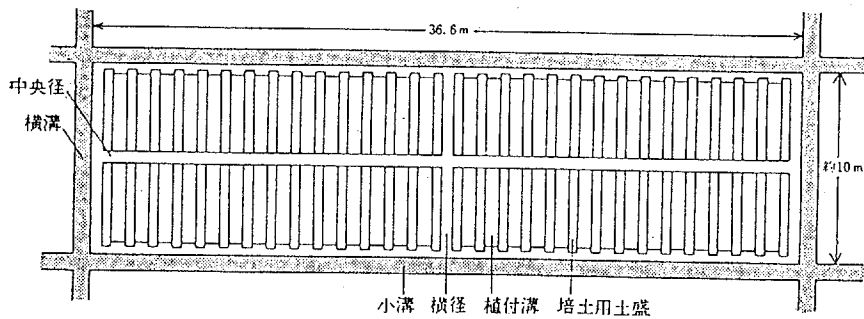 36.6m
中央径
横溝
約10m
小溝 横径 植付溝 培土用土盛